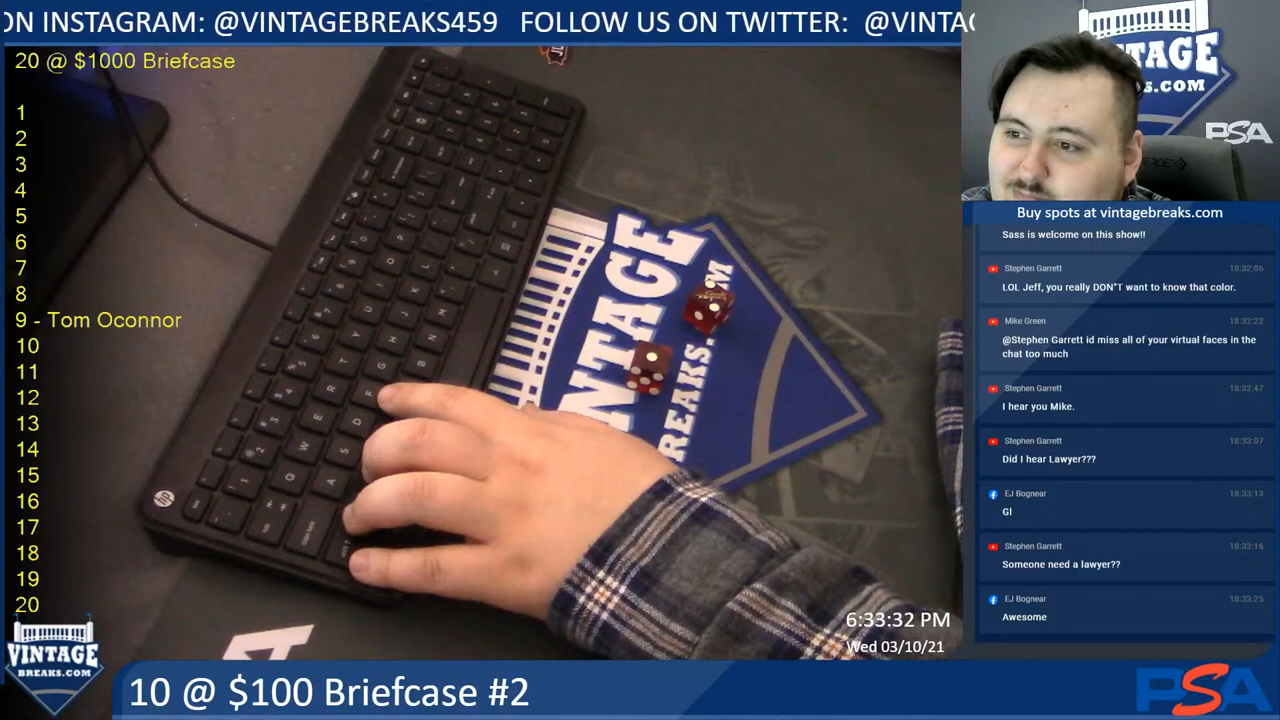 ON INSTAGRAM: @VINTAGEBREAKS459 FOLLOW US ON TWITTER: @VINTAG
20 @ $1000 Briefcase
1
2
3
4
5
6
7
8
9 - Tom Oconnor
10
11
12
13
14
15
16
17
18
19
20
VINTAGE
BREAKS.COM
VINTAGE
BREAKS.
M
TAGE
S.COM
PSA
Buy spots at vintagebreaks.com
Sass is welcome on this show!!
Stephen Garrett 18:32:06
LOL Jeff, you really DON"T want to know that color.
Mike Green 18:32:22
@Stephen Garrett id miss all of your virtual faces in the
chat too much
Stephen Garrett 18:32:47
I hear you Mike.
Stephen Garrett 18:33:07
Did I hear Lawyer???
EJ Bognear 18:33:13
Gl
Stephen Garrett 18:33:16
Someone need a lawyer??
EJ Bognear 18:33:25
Awesome
6:33:32 PM
Wed 03/10/21
10 @ $100 Briefcase #2
PSA